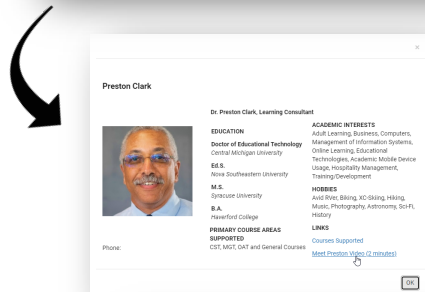 ×
Preston Clark
Dr. Preston Clark, Learning Consultant
EDUCATION
Doctor of Educational Technology
Central Michigan University
Ed.S.
Nova Southeastern University
M.S.
Syracuse University
B.A.
Haverford College
PRIMARY COURSE AREAS
SUPPORTED
CST, MGT, OAT and General Courses
ACADEMIC INTERESTS
Adult Learning, Business, Computers,
Management of Information Systems,
Online Learning, Educational
Technologies, Academic Mobile Device
Usage, Hospitality Management,
Training/Development
HOBBIES
Avid RVer, Biking, XC-Skiing, Hiking,
Music, Photography, Astronomy, Sci-Fi,
History
LINKS
Courses Supported
Meet Preston Video (2 minutes)
Phone:
OK